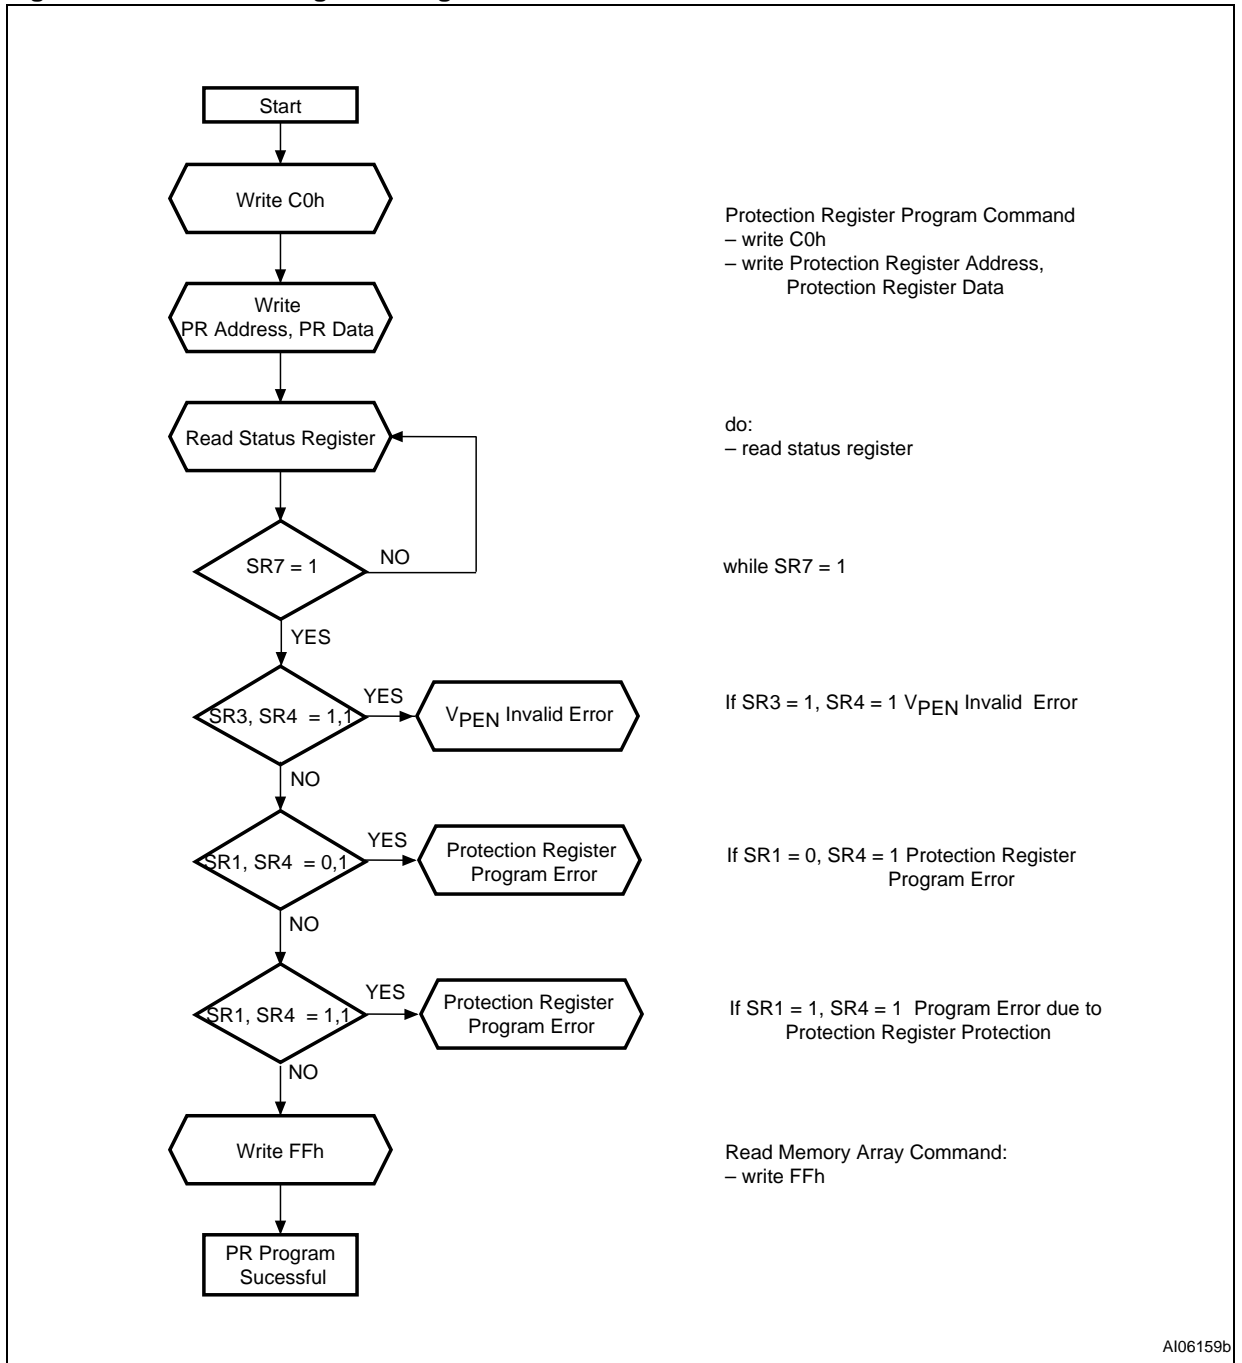 Start
Write C0h
Protection Register Program Command
– write C0h
– write Protection Register Address,
Protection Register Data
Write
PR Address, PR Data
Read Status Register
do:
– read status register
SR7 = 1
NO
while SR7 = 1
YES
SR3, SR4 = 1,1
YES
VPEN Invalid Error
If SR3 = 1, SR4 = 1 VPEN Invalid Error
NO
SR1, SR4 = 0,1
YES
Protection Register
Program Error
If SR1 = 0, SR4 = 1 Protection Register
Program Error
NO
SR1, SR4 = 1,1
YES
Protection Register
Program Error
If SR1 = 1, SR4 = 1 Program Error due to
Protection Register Protection
NO
Write FFh
Read Memory Array Command:
– write FFh
PR Program
Sucessful
AI06159b